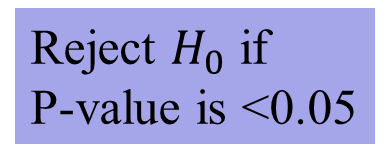 Reject H₀ if
P-value is <0.05